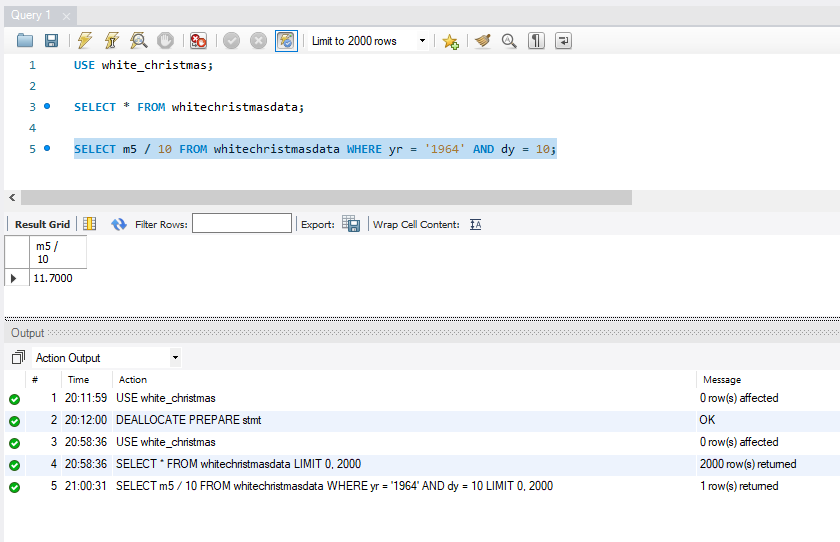 Query 1
Limit to 2000 rows
1 USE white_christmas;
2
3 SELECT * FROM whitechristmasdata;
4
5 SELECT m5 / 10 FROM whitechristmasdata WHERE yr = '1964' AND dy = 10;
Result Grid Filter Rows: Export: Wrap Cell Content:
m5 /
10
11.7000
Output
Action Output
# Time Action Message
1 20:11:59 USE white_christmas 0 row(s) affected
2 20:12:00 DEALLOCATE PREPARE stmt OK
3 20:58:36 USE white_christmas 0 row(s) affected
4 20:58:36 SELECT * FROM whitechristmasdata LIMIT 0, 2000 2000 row(s) returned
5 21:00:31 SELECT m5 / 10 FROM whitechristmasdata WHERE yr = '1964' AND dy = 10 LIMIT 0, 2000 1 row(s) returned